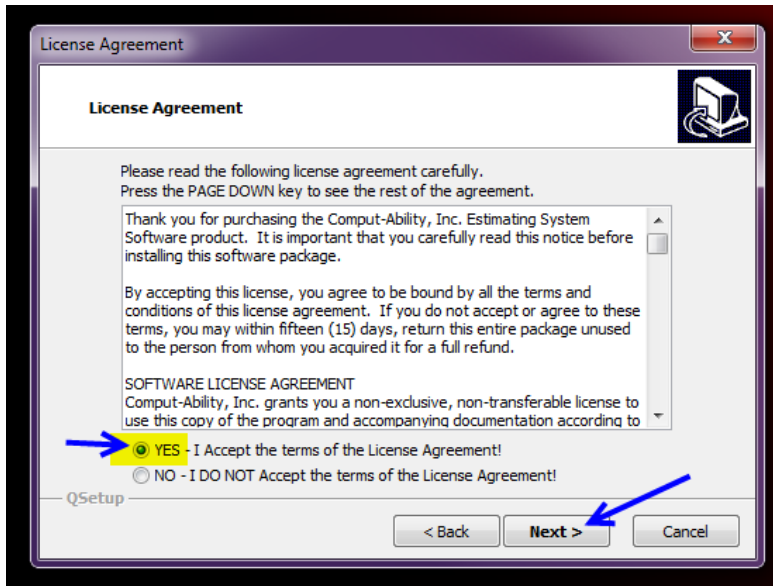 License Agreement
License Agreement
Please read the following license agreement carefully.
Press the PAGE DOWN key to see the rest of the agreement.
Thank you for purchasing the Comput-Ability, Inc. Estimating System
Software product.  It is important that you carefully read this notice before
installing this software package.
By accepting this license, you agree to be bound by all the terms and
conditions of this license agreement.  If you do not accept or agree to these
terms, you may within fifteen (15) days, return this entire package unused
to the person from whom you acquired it for a full refund.
SOFTWARE LICENSE AGREEMENT
Comput-Ability, Inc. grants you a non-exclusive, non-transferable license to
use this copy of the program and accompanying documentation according to
YES - I Accept the terms of the License Agreement!
NO - I DO NOT Accept the terms of the License Agreement!
QSetup
< Back Next > Cancel